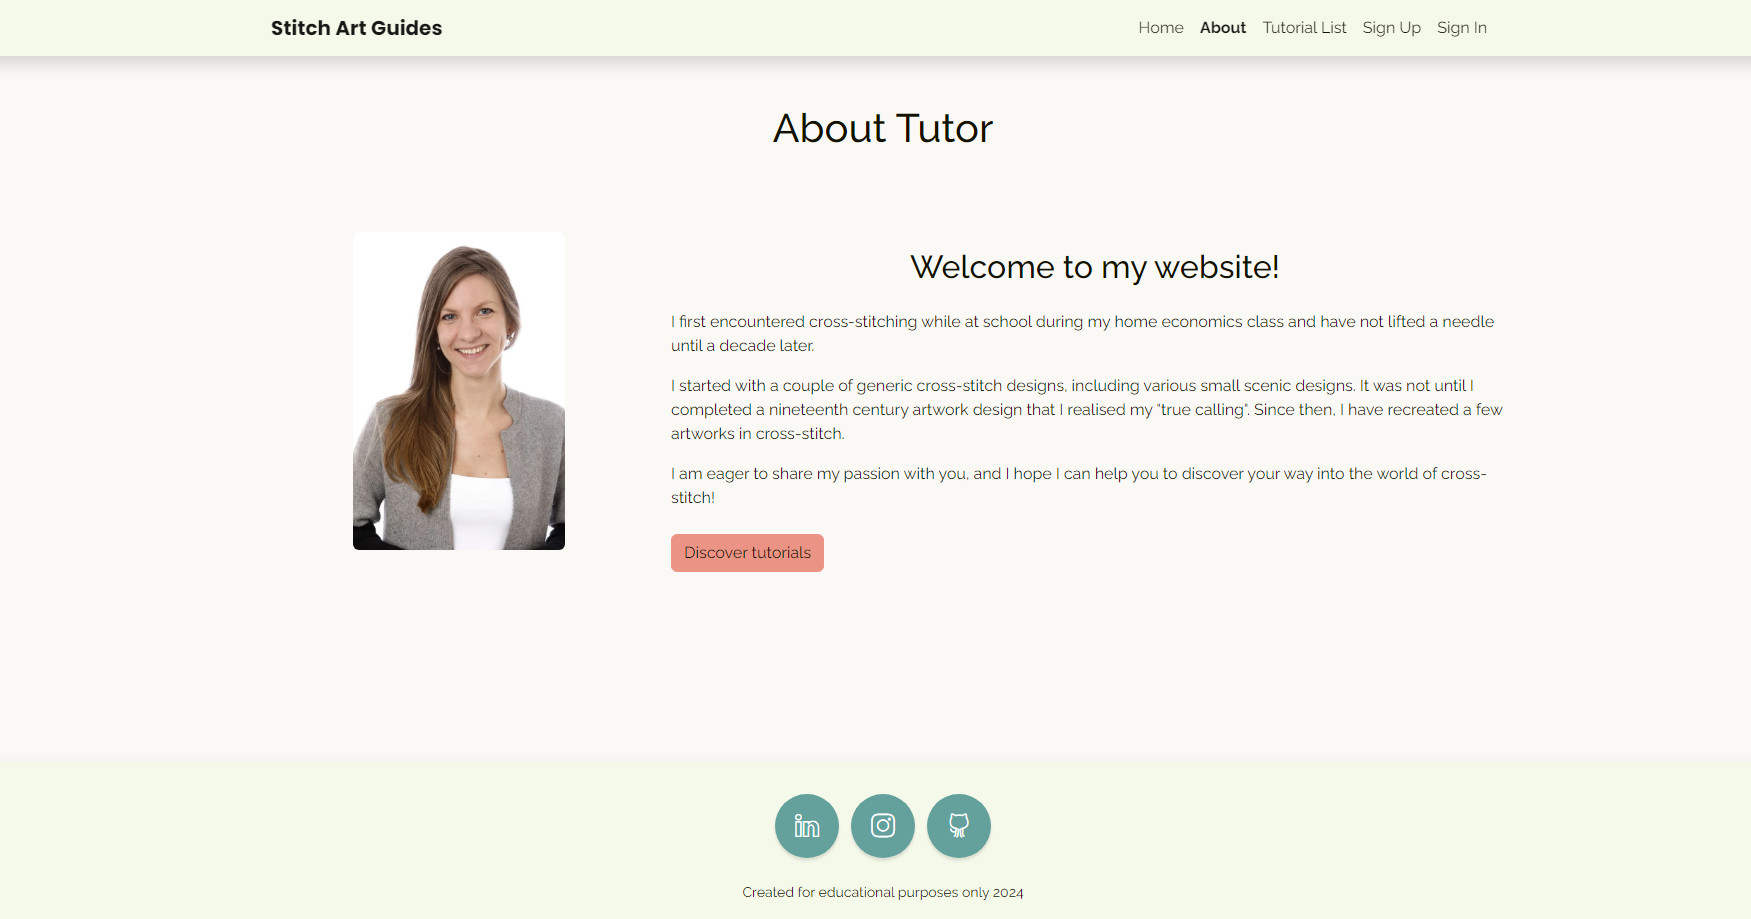 Stitch Art Guides
Home About Tutorial List Sign Up Sign In
About Tutor
Welcome to my website!
I first encountered cross-stitching while at school during my home economics class and have not lifted a needle
until a decade later.
I started with a couple of generic cross-stitch designs, including various small scenic designs. It was not until I
completed a nineteenth century artwork design that I realised my "true calling". Since then, I have recreated a few
artworks in cross-stitch.
I am eager to share my passion with you, and I hope I can help you to discover your way into the world of cross-
stitch!
Discover tutorials
in
Created for educational purposes only 2024